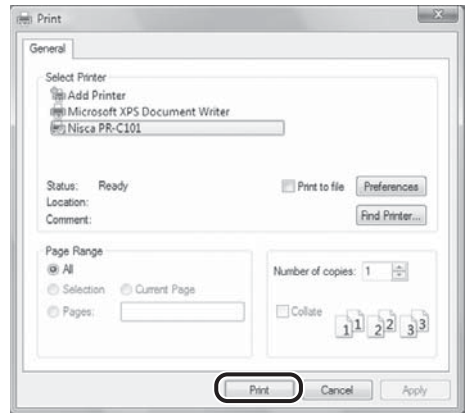 Print
General
Select Printer
Add Printer
Microsoft XPS Document Writer
Nisca PR-C101
Status: Ready
Print to file Preferences
Location:
Comment:
Find Printer...
Page Range
All
Selection Current Page
Pages:
Number of copies: 1
Collate
1 1 2 2 3 3
Print Cancel Apply